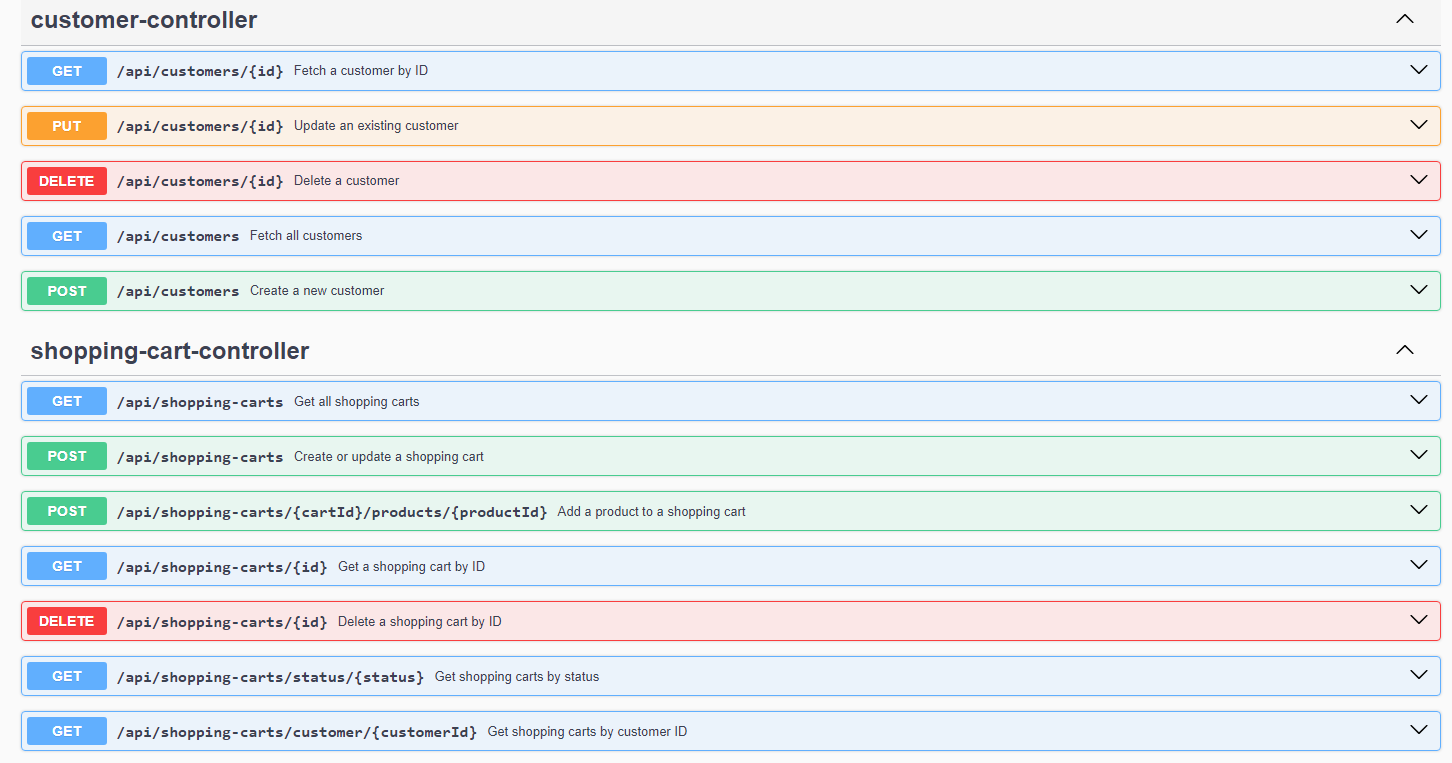 customer-controller
GET /api/customers/{id} Fetch a customer by ID
PUT /api/customers/{id} Update an existing customer
DELETE /api/customers/{id} Delete a customer
GET /api/customers Fetch all customers
POST /api/customers Create a new customer
shopping-cart-controller
GET /api/shopping-carts Get all shopping carts
POST /api/shopping-carts Create or update a shopping cart
POST /api/shopping-carts/{cartId}/products/{productId} Add a product to a shopping cart
GET /api/shopping-carts/{id} Get a shopping cart by ID
DELETE /api/shopping-carts/{id} Delete a shopping cart by ID
GET /api/shopping-carts/status/{status} Get shopping carts by status
GET /api/shopping-carts/customer/{customerId} Get shopping carts by customer ID